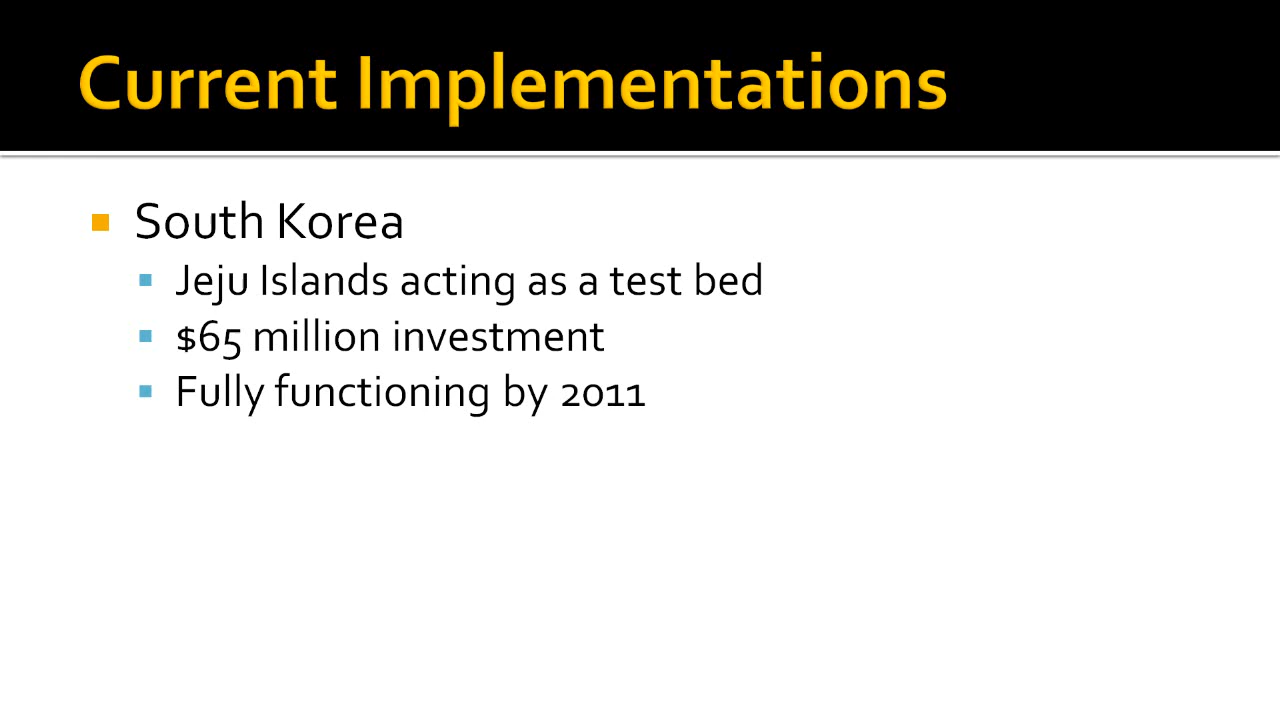 Current Implementations
South Korea
Jeju Islands acting as a test bed
$65 million investment
Fully functioning by 2011